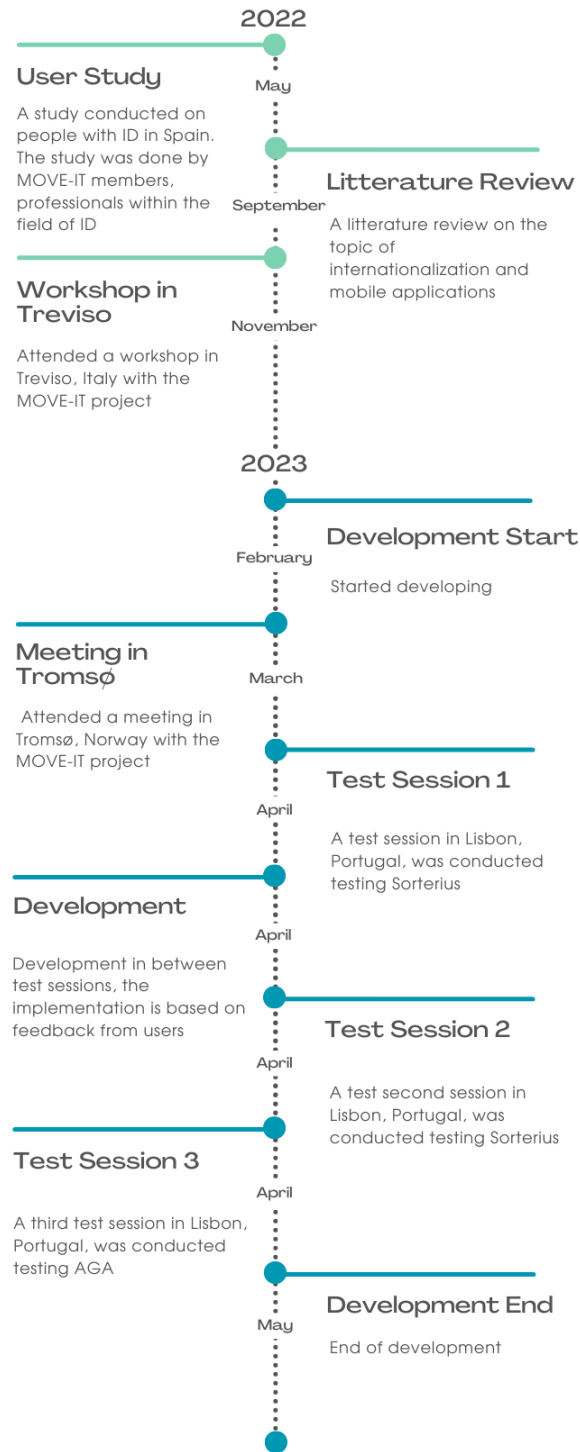 2022
User Study
A study conducted on
people with ID in Spain.
The study was done by
MOVE-IT members,
professionals within the
field of ID
May
Litterature Review
A litterature review on the
topic of
internationalization and
mobile applications
September
Workshop in
Treviso
Attended a workshop in
Treviso, Italy with the
MOVE-IT project
November
2023
Development Start
Started developing
February
Meeting in
Tromsø
Attended a meeting in
Tromsø, Norway with the
MOVE-IT project
March
Test Session 1
A test session in Lisbon,
Portugal, was conducted
testing Sorterius
April
Development
Development in between
test sessions, the
implementation is based on
feedback from users
April
Test Session 2
A test second session in
Lisbon, Portugal, was
conducted testing Sorterius
April
Test Session 3
A third test session in Lisbon,
Portugal, was conducted
testing AGA
April
Development End
End of development
May